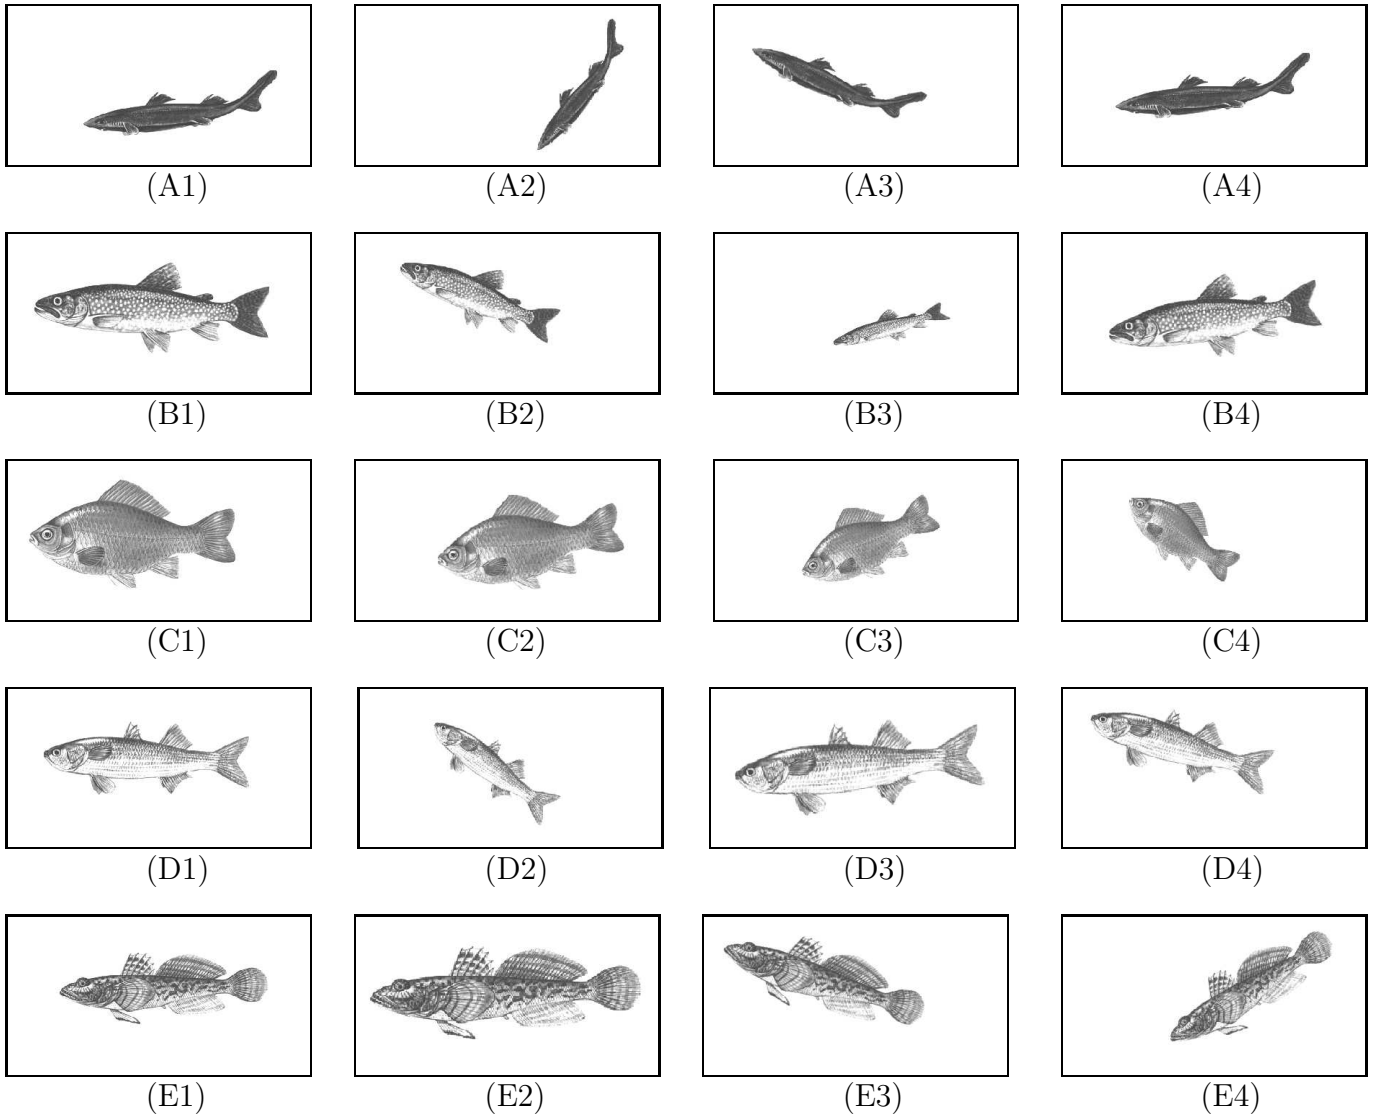 (A1) (A2) (A3) (A4)
(B1) (B2) (B3) (B4)
(C1) (C2) (C3) (C4)
(D1) (D2) (D3) (D4)
(E1) (E2) (E3) (E4)